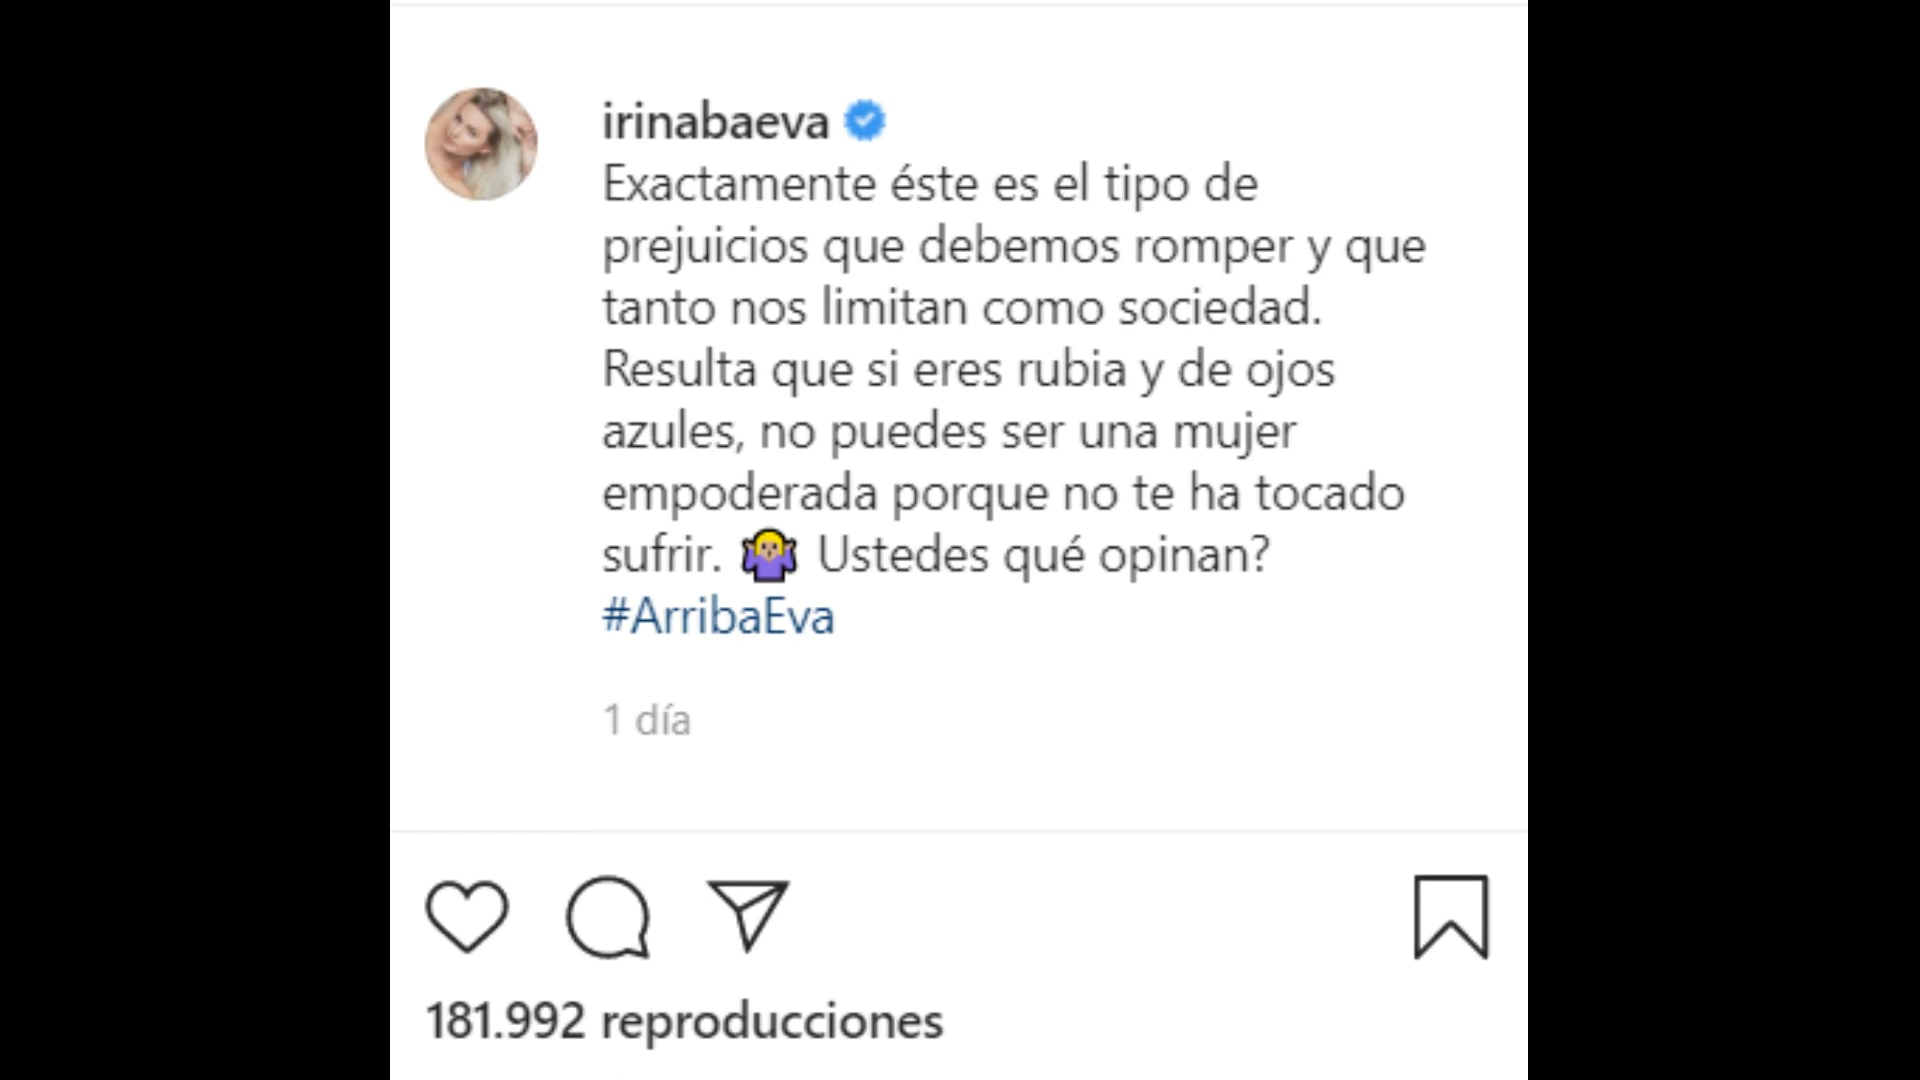 irinabaeva
Exactamente éste es el tipo de
prejuicios que debemos romper y que
tanto nos limitan como sociedad.
Resulta que si eres rubia y de ojos
azules, no puedes ser una mujer
empoderada porque no te ha tocado
sufrir. 🤷🏼‍♀️ Ustedes qué opinan?
#ArribaEva
1 día
181.992 reproducciones